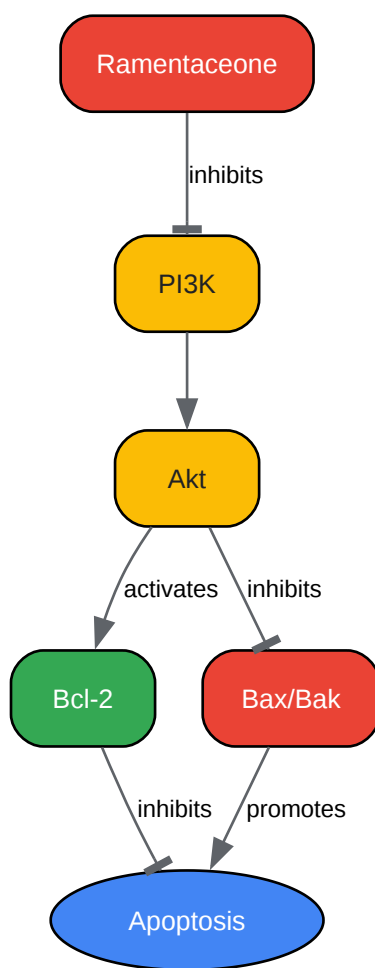 Ramentaceone
inhibits
PI3K
Akt
activates
inhibits
Bcl-2
Bax/Bak
inhibits
promotes
Apoptosis